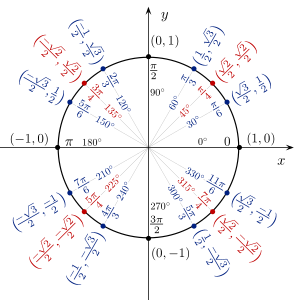 y
(0, 1)
(-1/2, √3/2)
(1/2, √3/2)
(-√2/2, √2/2)
(√2/2, √2/2)
(-√3/2, 1/2)
(√3/2, 1/2)
π/2
2π/3
π/3
3π/4
π/4
5π/6
π/6
90°
120°
60°
135°
45°
150°
30°
(−1, 0)
π
180°
0°
0
(1, 0)
x
210°
330°
7π/6
11π/6
225°
315°
5π/4
7π/4
240°
300°
4π/3
5π/3
270°
3π/2
(-√3/2, -1/2)
(√3/2, -1/2)
(-√2/2, -√2/2)
(√2/2, -√2/2)
(-1/2, -√3/2)
(1/2, -√3/2)
(0, −1)